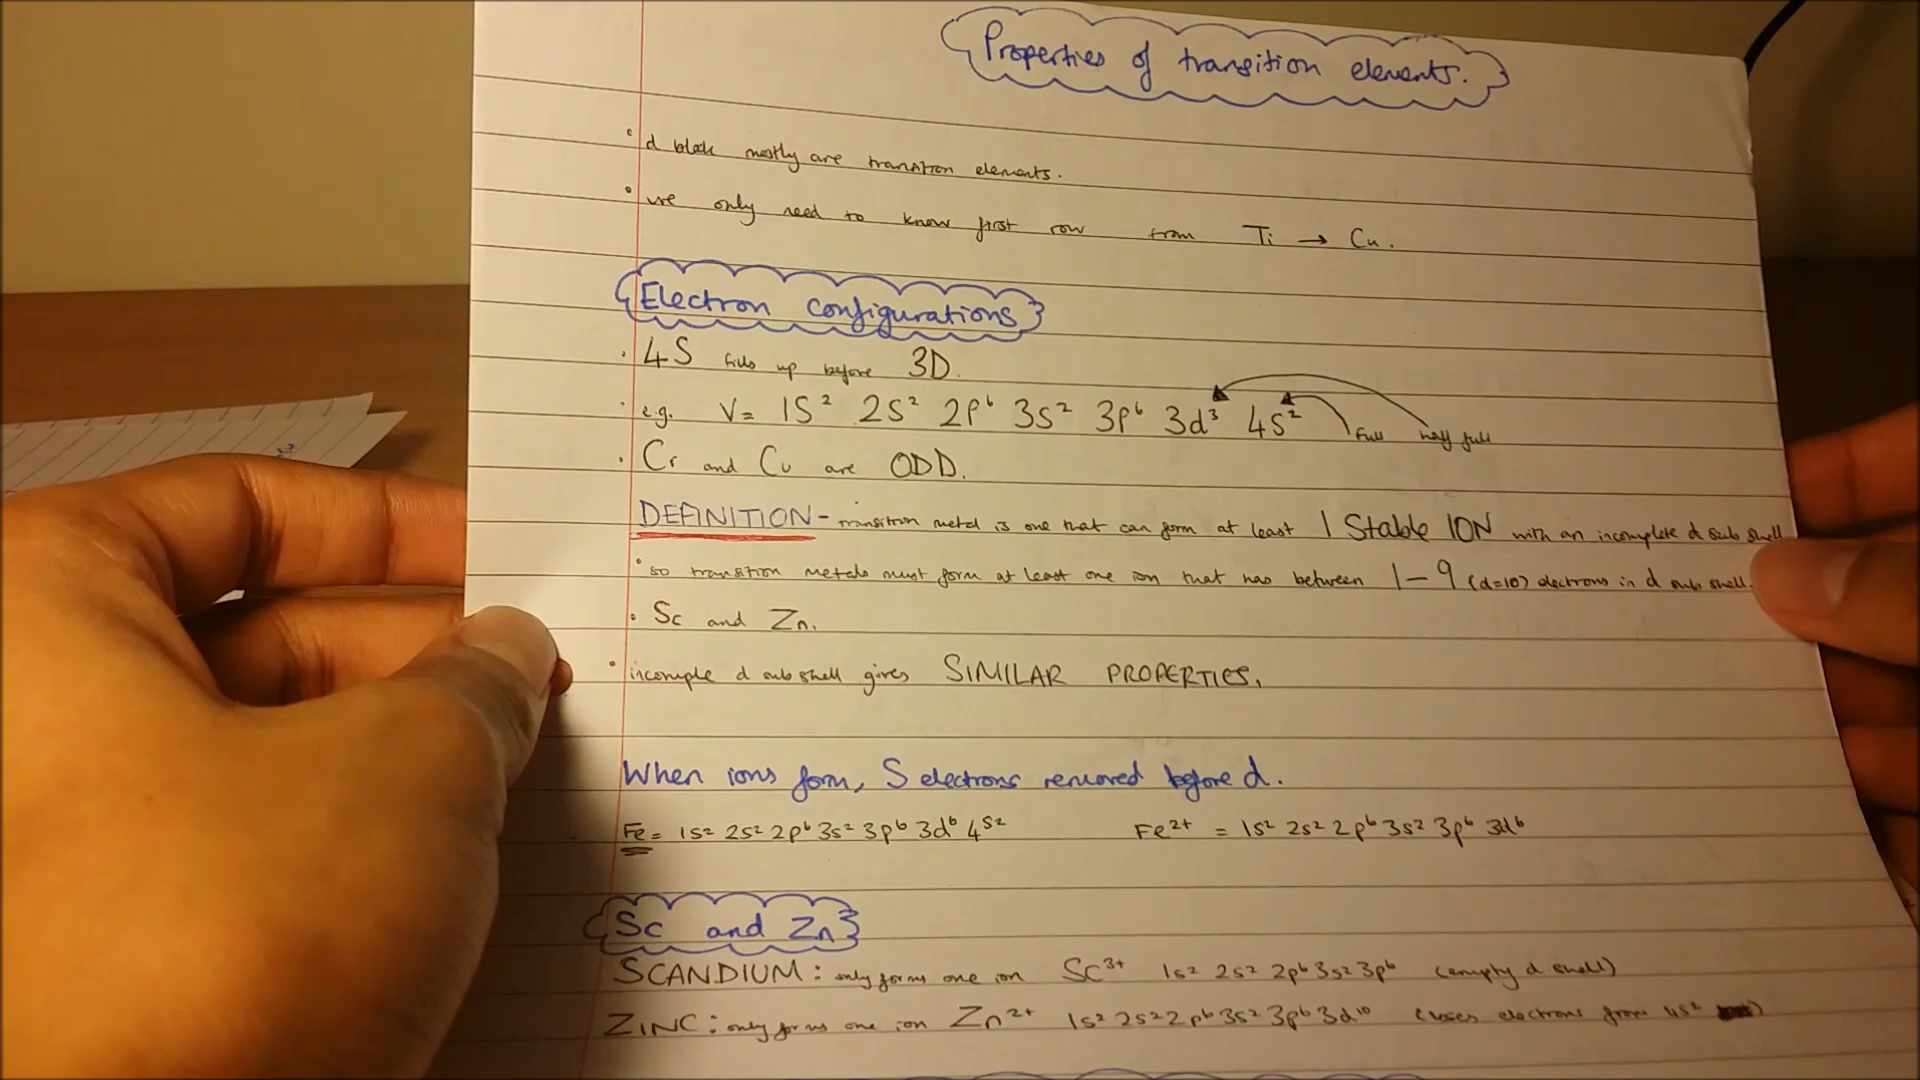 Properties of transition elements.
• d block mostly are transition elements.
• we only need to know first row from Ti → Cu.
Electron Configurations
• 4S fills up before 3D.
• e.g. V= 1S² 2S² 2P⁶ 3S² 3P⁶ 3d³ 4S² full half full
• Cr and Cu are ODD.
DEFINITION - transition metal is one that can form at least 1 Stable ION with an incomplete d sub shell
• so transition metals must form at least one ion that has between 1-9 (d=10) electrons in d sub shell.
• Sc and Zn.
• incomple d sub shell gives SIMILAR PROPERTIES.
When ions form, S electrons removed before d.
Fe = 1s² 2s² 2p⁶ 3s² 3p⁶ 3d⁶ 4ˢ² Fe²⁺ = 1s² 2s² 2p⁶ 3s² 3p⁶ 3d⁶
Sc and Zn
SCANDIUM: only forms one ion Sc³⁺ 1s² 2s² 2p⁶ 3s² 3p⁶ (empty d shell)
ZINC: only forms one ion Zn²⁺ 1s² 2s² 2p⁶ 3s² 3p⁶ 3d¹⁰ (loses electrons from 4s² )